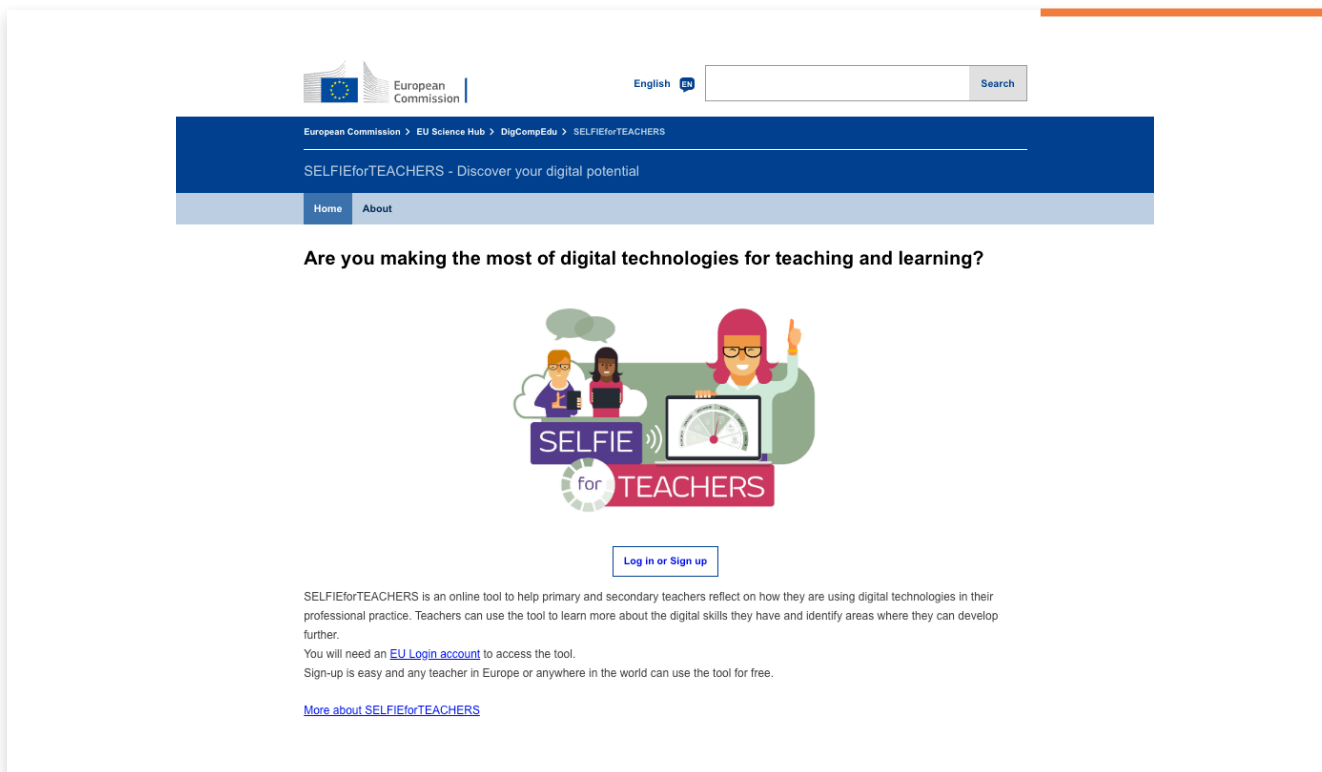 European
Commission
English EN
Search
European Commission > EU Science Hub > DigCompEdu > SELFIEforTEACHERS
SELFIEforTEACHERS - Discover your digital potential
Home About
Are you making the most of digital technologies for teaching and learning?
SELFIE
for TEACHERS
Log in or Sign up
SELFIEforTEACHERS is an online tool to help primary and secondary teachers reflect on how they are using digital technologies in their
professional practice. Teachers can use the tool to learn more about the digital skills they have and identify areas where they can develop
further.
You will need an EU Login account to access the tool.
Sign-up is easy and any teacher in Europe or anywhere in the world can use the tool for free.
More about SELFIEforTEACHERS